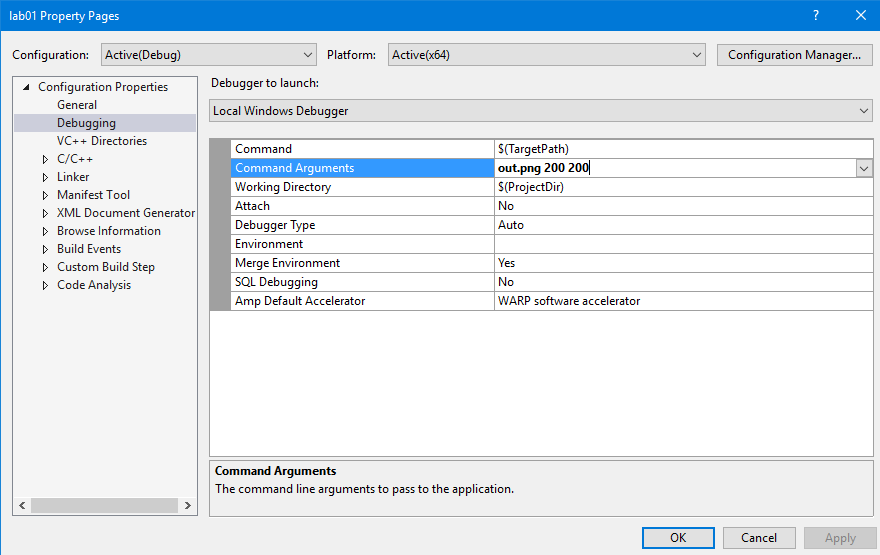 lab01 Property Pages
Configuration: Active(Debug) Platform: Active(x64) Configuration Manager...
Configuration Properties
General
Debugging
VC++ Directories
C/C++
Linker
Manifest Tool
XML Document Generator
Browse Information
Build Events
Custom Build Step
Code Analysis
Debugger to launch:
Local Windows Debugger
Command $(TargetPath)
Command Arguments out.png 200 200
Working Directory $(ProjectDir)
Attach No
Debugger Type Auto
Environment
Merge Environment Yes
SQL Debugging No
Amp Default Accelerator WARP software accelerator
Command Arguments
The command line arguments to pass to the application.
OK Cancel Apply